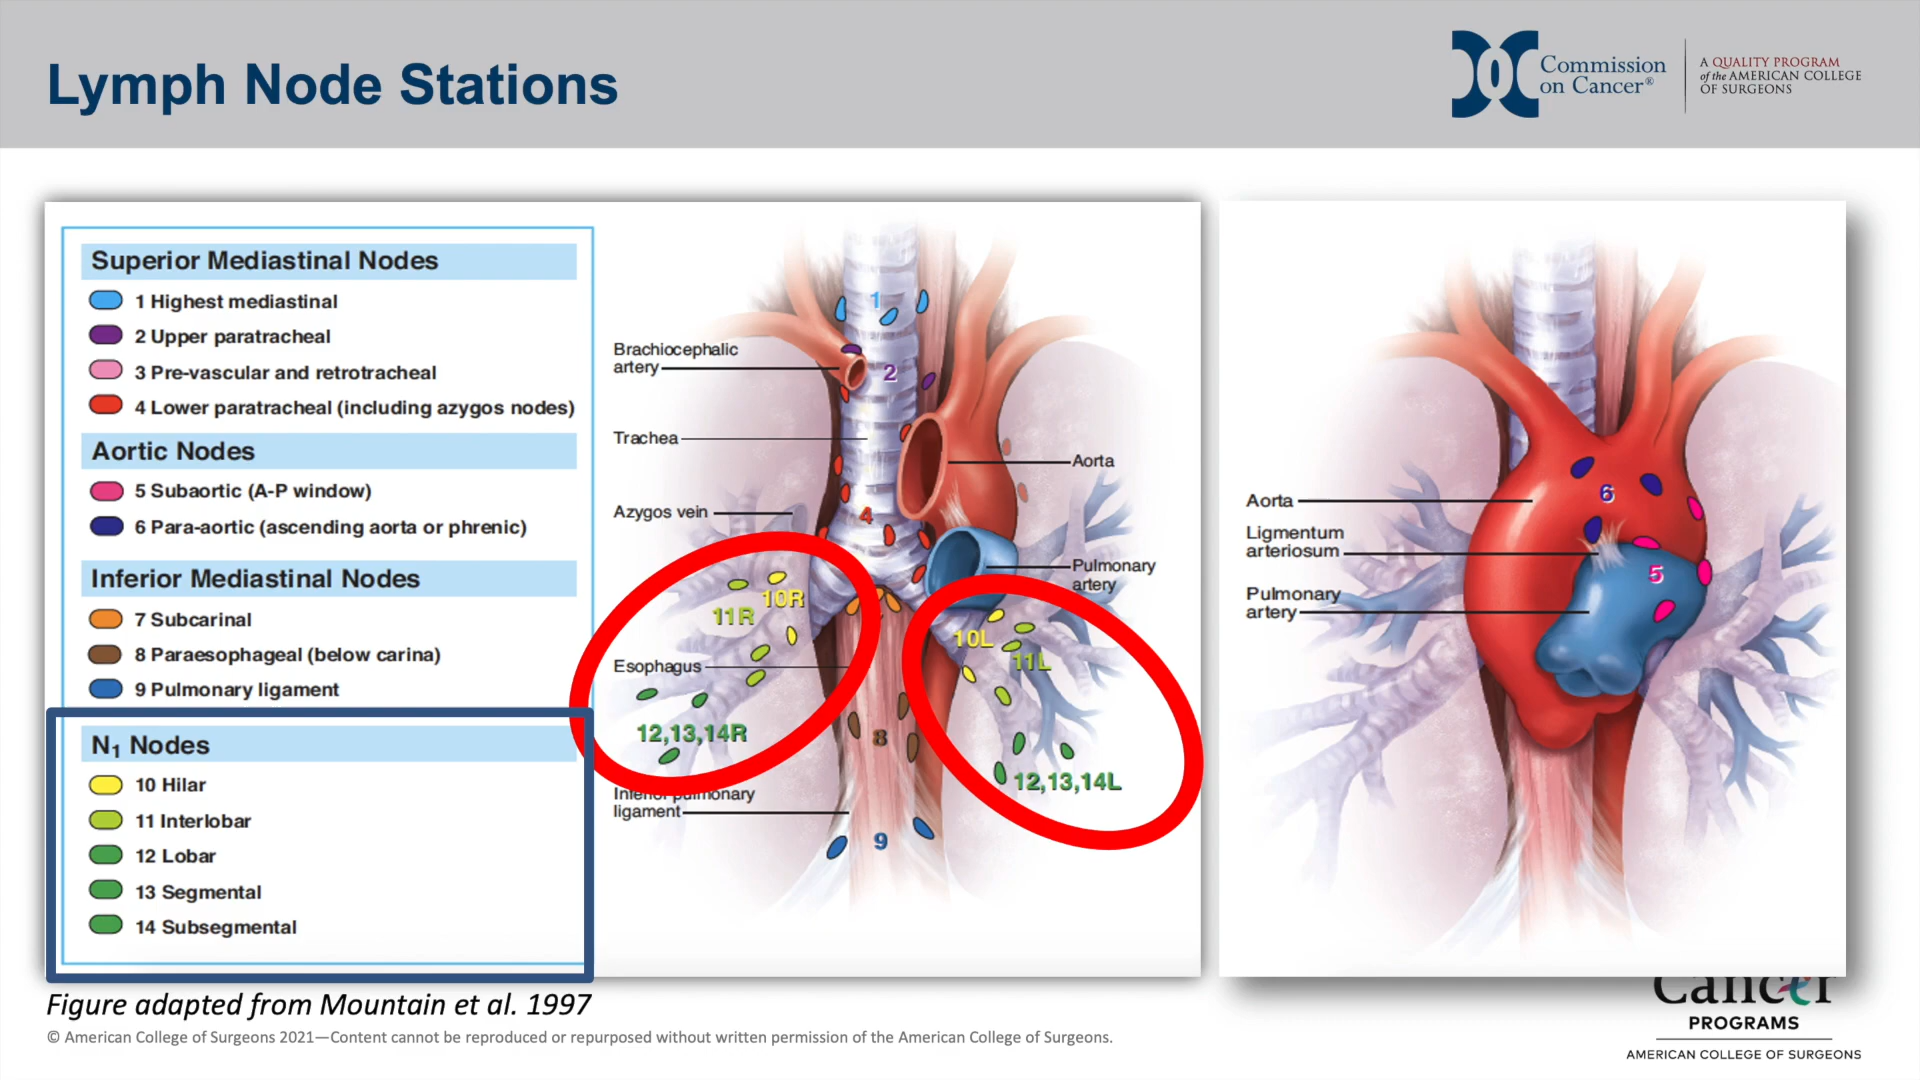 Lymph Node Stations
Commission
on Cancer®
A QUALITY PROGRAM
of the AMERICAN COLLEGE
OF SURGEONS
Superior Mediastinal Nodes
1 Highest mediastinal
2 Upper paratracheal
3 Pre-vascular and retrotracheal
4 Lower paratracheal (including azygos nodes)
Aortic Nodes
5 Subaortic (A-P window)
6 Para-aortic (ascending aorta or phrenic)
Inferior Mediastinal Nodes
7 Subcarinal
8 Paraesophageal (below carina)
9 Pulmonary ligament
N₁ Nodes
10 Hilar
11 Interlobar
12 Lobar
13 Segmental
14 Subsegmental
Brachiocephalic
artery
Trachea
Azygos vein
Esophagus
Inferior pulmonary
ligament
Aorta
Pulmonary
artery
1
2
4
10R
11R
12,13,14R
10L
11L
12,13,14L
8
9
Aorta
Ligmentum
arteriosum
Pulmonary
artery
6
5
Figure adapted from Mountain et al. 1997
© American College of Surgeons 2021—Content cannot be reproduced or repurposed without written permission of the American College of Surgeons.
Cancer
PROGRAMS
AMERICAN COLLEGE OF SURGEONS